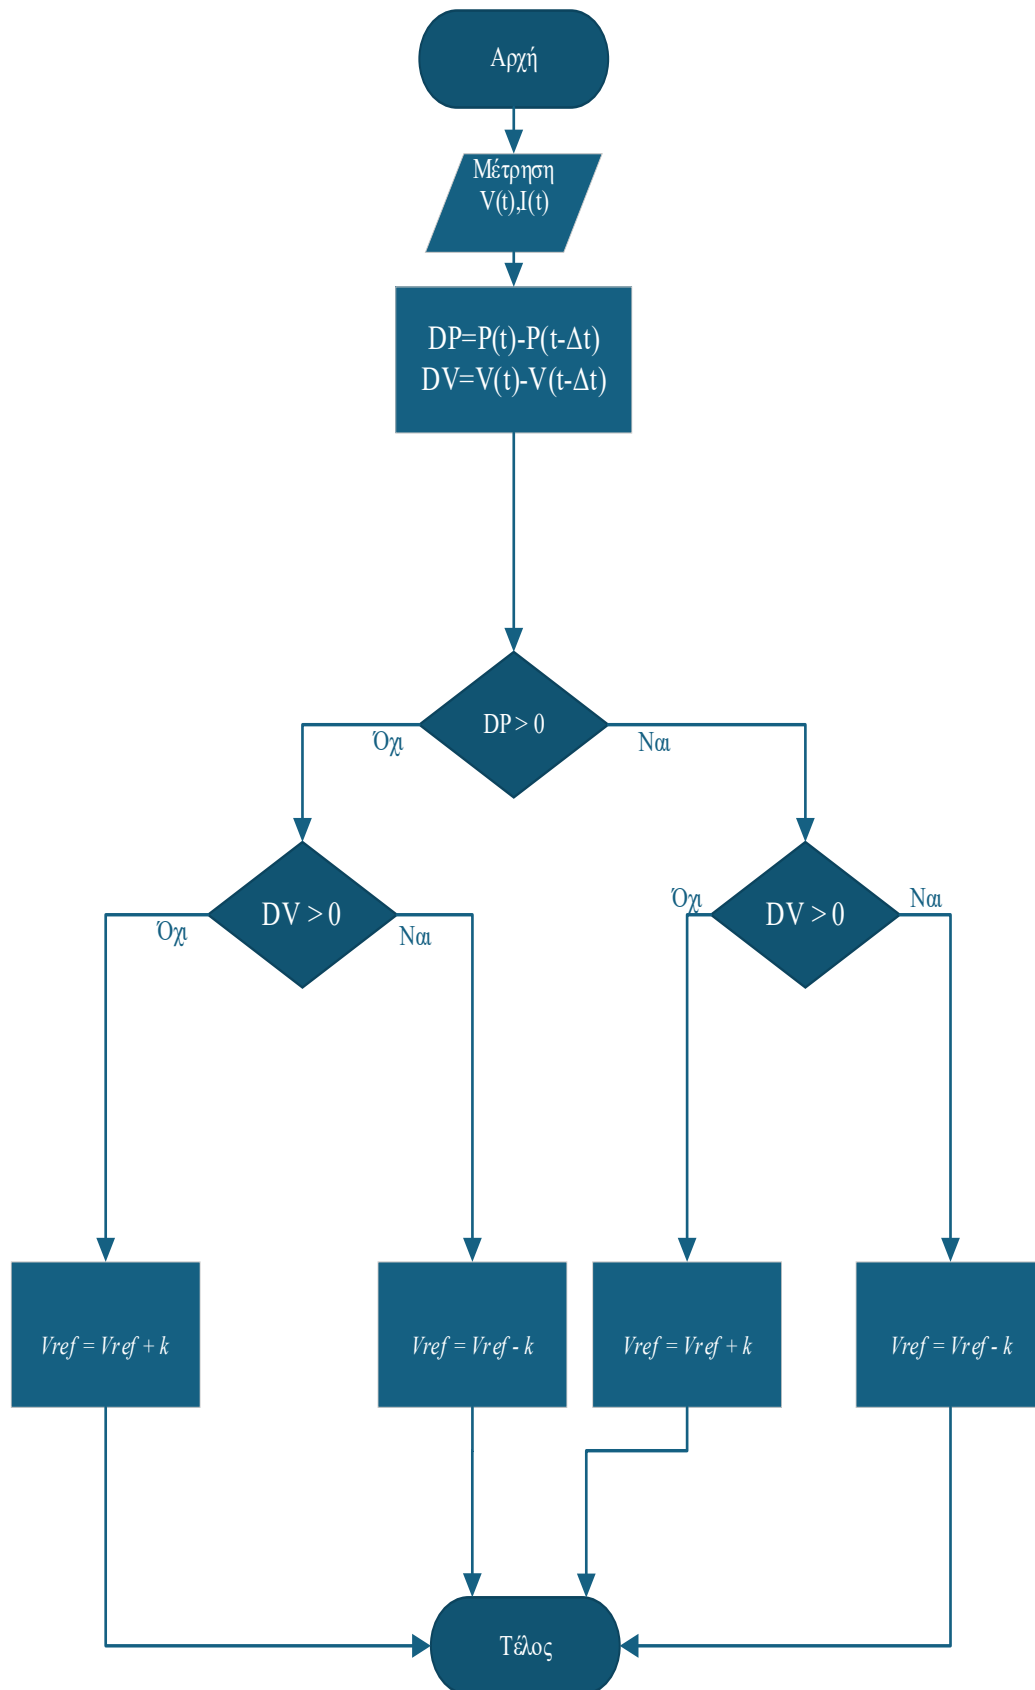 Αρχή
Μέτρηση
V(t),I(t)
DP=P(t)-P(t-Δt)
DV=V(t)-V(t-Δt)
DP > 0
Όχι
Ναι
DV > 0
Όχι
Ναι
DV > 0
Όχι
Ναι
Vref = Vref + k
Vref = Vref - k
Vref = Vref + k
Vref = Vref - k
Τέλος